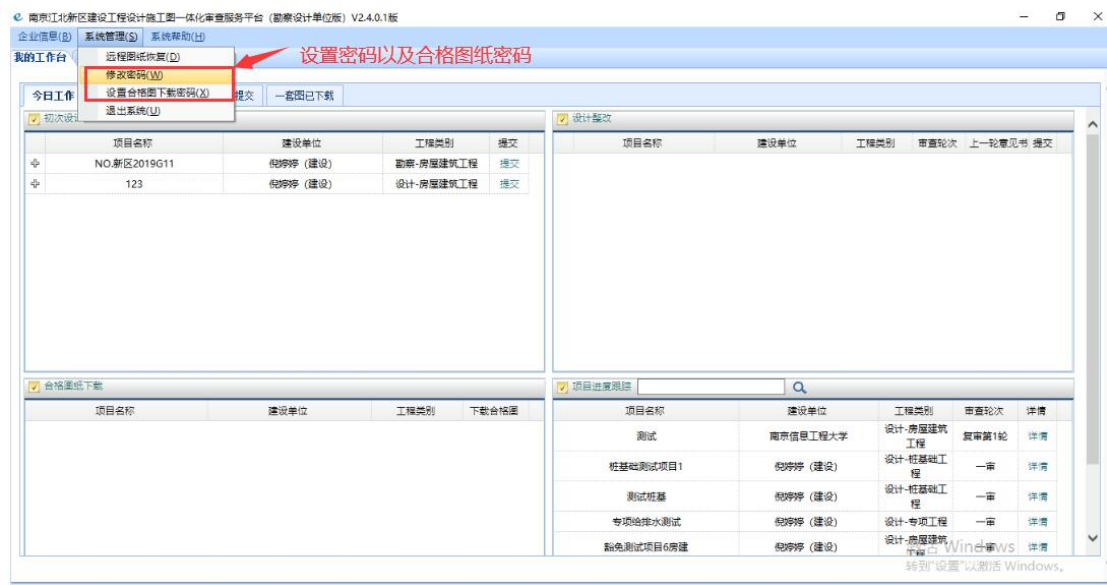 南京江北新区建设工程设计施工图一体化审查服务平台（勘察设计单位版）V2.4.0.1版
企业信息(B) 系统管理(S) 系统帮助(H)
我的工作台
远程图纸恢复(D)
设置密码以及合格图纸密码
修改密码(W)
设置合格图下载密码(X)
退出系统(U)
今日工作 提交 一套图已下载
初次设
项目名称 建设单位 工程类别 提交
NO.新区2019G11 倪婷婷（建设） 勘察-房屋建筑工程 提交
123 倪婷婷（建设） 设计-房屋建筑工程 提交
设计整改
项目名称 建设单位 工程类别 审查轮次 上一轮意见书 提交
合格图纸下载
项目名称 建设单位 工程类别 下载合格图
项目进度跟踪
项目名称 建设单位 工程类别 审查轮次 详情
测试 南京信息工程大学 设计-房屋建筑工程 复审第1轮 详情
桩基础测试项目1 倪婷婷（建设） 设计-桩基础工程 一审 详情
测试桩基 倪婷婷（建设） 设计-桩基础工程 一审 详情
专项给排水测试 倪婷婷（建设） 设计-专项工程 一审 详情
豁免测试项目6房建 倪婷婷（建设） 设计-房屋建筑工程 一审 详情
激活 Windows
转到"设置"以激活 Windows。